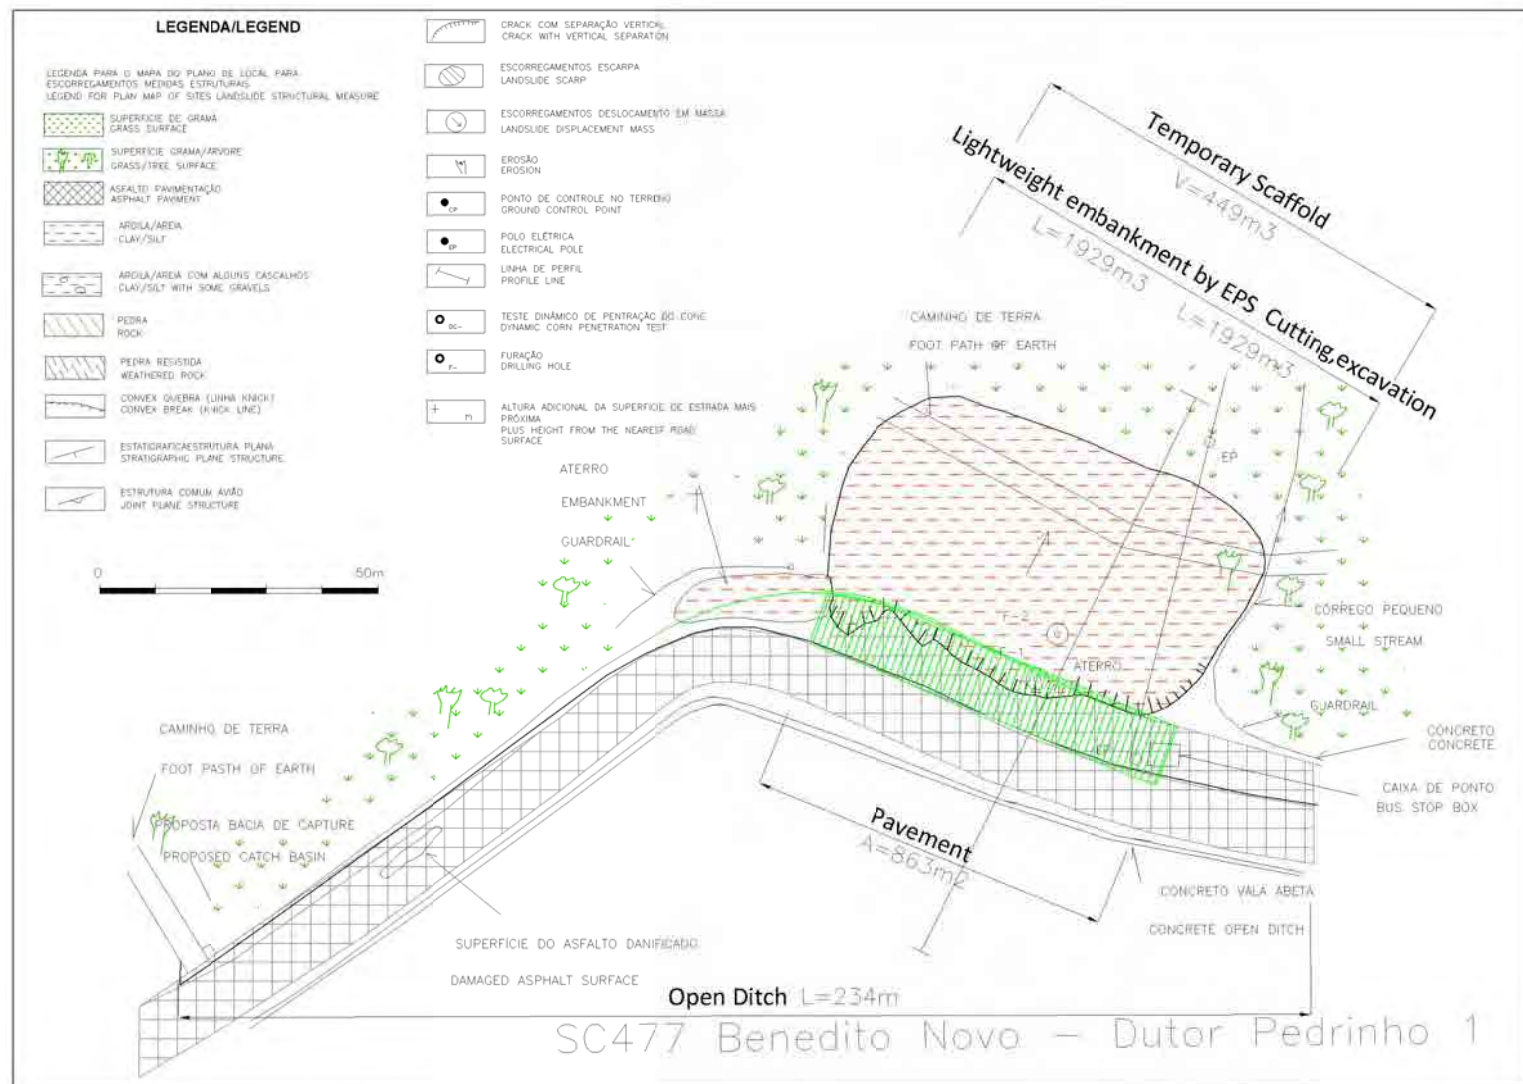 LEGENDA/LEGEND
LEGENDA PARA O MAPA DO PLANO DE LOCAL PARA
ESCORREGAMENTOS MEDIDAS ESTRUTURAIS
LEGEND FOR PLAN MAP OF SITES LANDSLIDE STRUCTURAL MEASURE
SUPERFICIE DE GRAMA
GRASS SURFACE
SUPERFÍCIE GRAMA/ARVORE
GRASS/TREE SURFACE
ASFALTO PAVIMENTAÇÃO
ASPHALT PAVIMENT
ARGILA/AREIA
CLAY/SILT
ARGILA/AREIA COM ALGUNS CASCALHOS
CLAY/SILT WITH SOME GRAVELS
PEDRA
ROCK
PEDRA RESISTIDA
WEATHERED ROCK
CONVEX QUEBRA (LINHA KNICK)
CONVEX BREAK (KNICK LINE)
ESTATIGRAFICAESTRUTURA PLANA
STRATIGRAPHIC PLANE STRUCTURE
ESTRUTURA COMUM AVIÃO
JOINT PLANE STRUCTURE
0 50m
CRACK COM SEPARAÇÃO VERTICAL
CRACK WITH VERTICAL SEPARATION
ESCORREGAMENTOS ESCARPA
LANDSLIDE SCARP
ESCORREGAMENTOS DESLOCAMENTO EM MASSA
LANDSLIDE DISPLACEMENT MASS
EROSÃO
EROSION
CP
PONTO DE CONTROLE NO TERRENO
GROUND CONTROL POINT
EP
POLO ELÉTRICA
ELECTRICAL POLE
LINHA DE PERFIL
PROFILE LINE
DC-
TESTE DINÂMICO DE PENTRAÇÃO DO CONE
DYNAMIC CORN PENETRATION TEST
F-
FURAÇÃO
DRILLING HOLE
+ m
ALTURA ADICIONAL DA SUPERFICIE DE ESTRADA MAIS
PRÓXIMA
PLUS HEIGHT FROM THE NEAREST ROAD
SURFACE
Temporary Scaffold
V=449m3
Lightweight embankment by EPS Cutting,excavation
L=1929m3
L=1929m3
CAMINHO DE TERRA
FOOT PATH OF EARTH
EP
ATERRO
EMBANKMENT
GUARDRAIL
F-2
F-1
ATERRO
CÓRREGO PEQUENO
SMALL STREAM
GUARDRAIL
CONCRETO
CONCRETE
CAIXA DE PONTO
BUS STOP BOX
CAMINHO DE TERRA
FOOT PASTH OF EARTH
PROPOSTA BACIA DE CAPTURE
PROPOSED CATCH BASIN
Pavement
A=863m2
CONCRETO VALA ABETA
CONCRETE OPEN DITCH
SUPERFÍCIE DO ASFALTO DANIFICADO
DAMAGED ASPHALT SURFACE
Open Ditch L=234m
SC477 Benedito Novo - Dutor Pedrinho 1